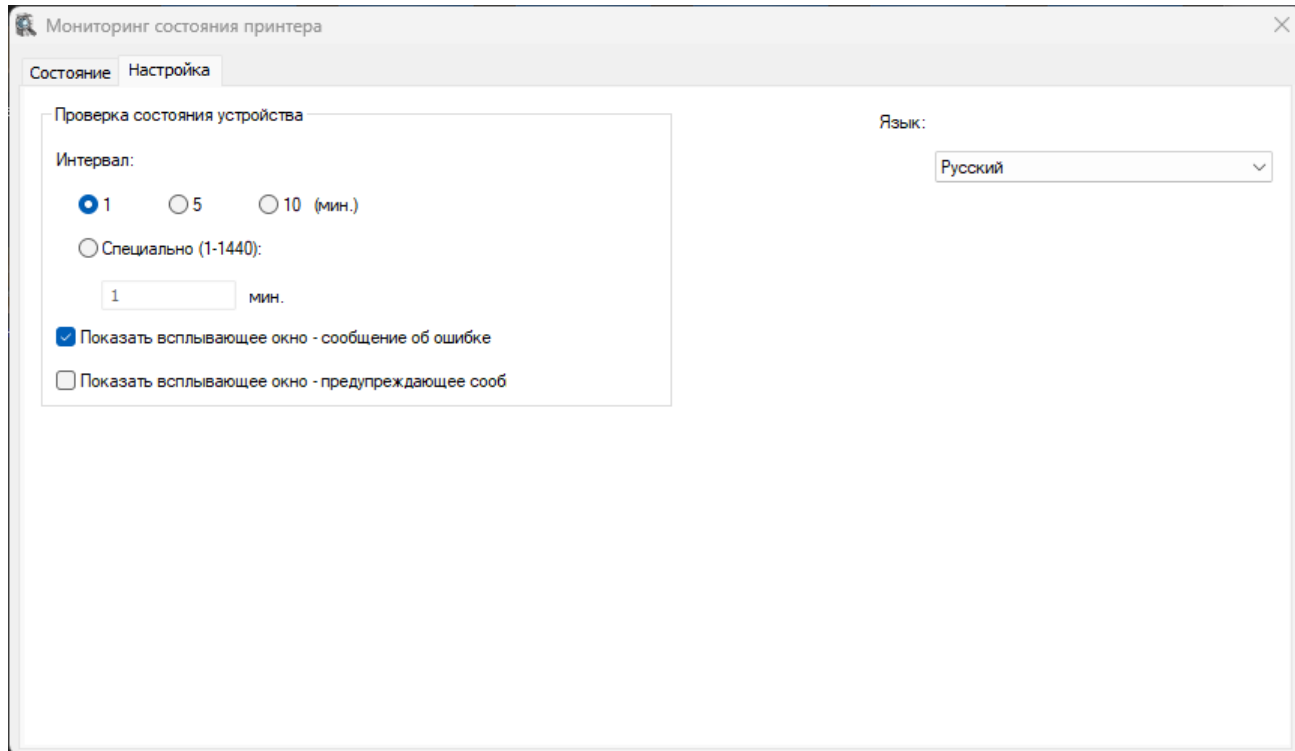 Мониторинг состояния принтера
Состояние Настройка
Проверка состояния устройства
Язык:
Интервал:
Русский
1 5 10 (мин.)
Специально (1-1440):
1 мин.
Показать всплывающее окно - сообщение об ошибке
Показать всплывающее окно - предупреждающее сооб